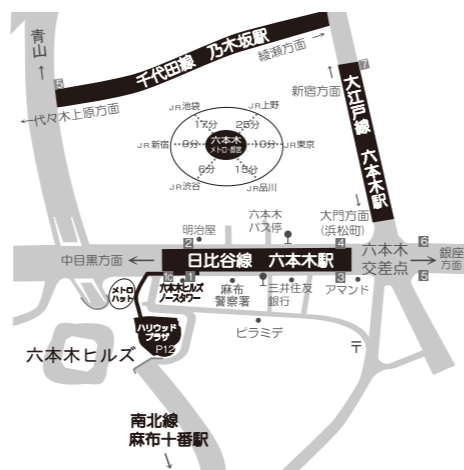 青山
綾瀬方面
千代田線 乃木坂駅
5
代々木上原方面
新宿方面
7
大江戸線 六本木駅
JR池袋
JR上野
17分
25分
JR新宿
9分
六本木
メトロ・都営
10分
JR東京
6分
15分
JR渋谷
JR品川
六本木
バス停
大門方面
(浜松町)
明治屋
2
4
6
中目黒方面
日比谷線 六本木駅
六本木
交差点
銀座
方面
1
3
5
メトロ
ハット
六本木ヒルズ
ノースタワー
麻布
警察署
三井住友
銀行
アマンド
ハリウッド
プラザ
P12
ピラミデ
〒
六本木ヒルズ
南北線
麻布十番駅